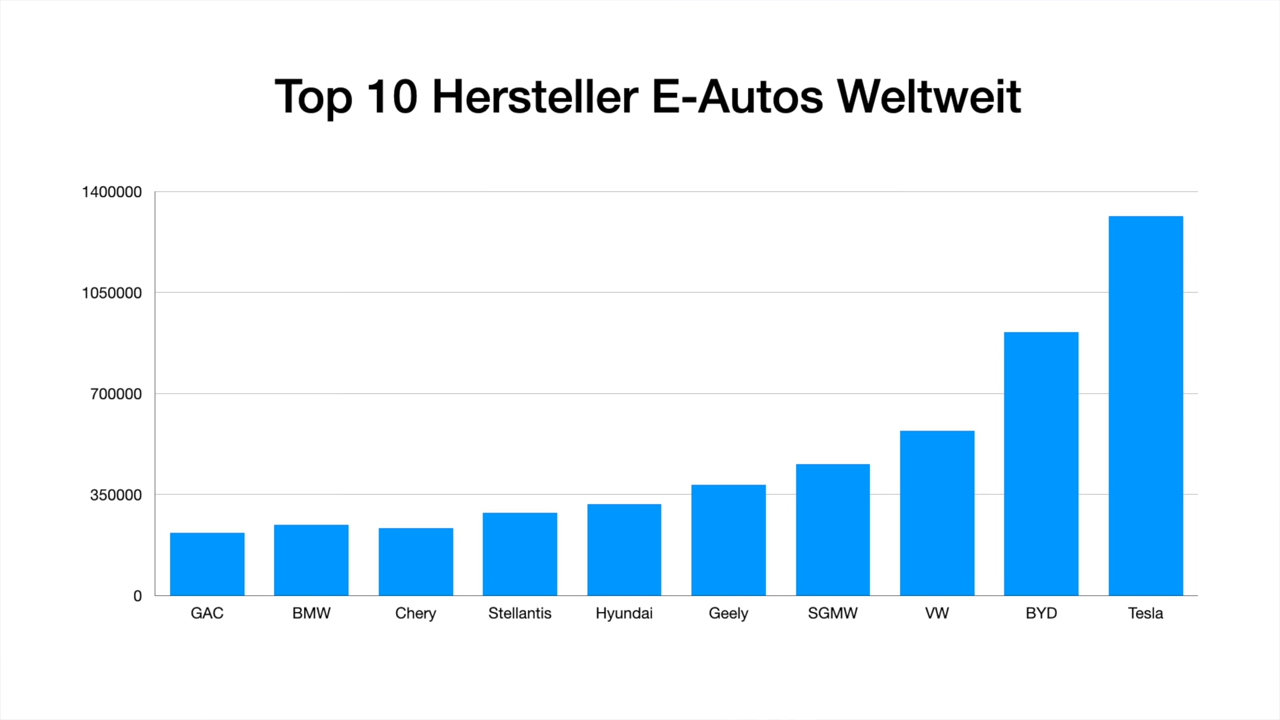 Top 10 Hersteller E-Autos Weltweit
1400000
1050000
700000
350000
0
GAC BMW Chery Stellantis Hyundai Geely SGMW VW BYD Tesla